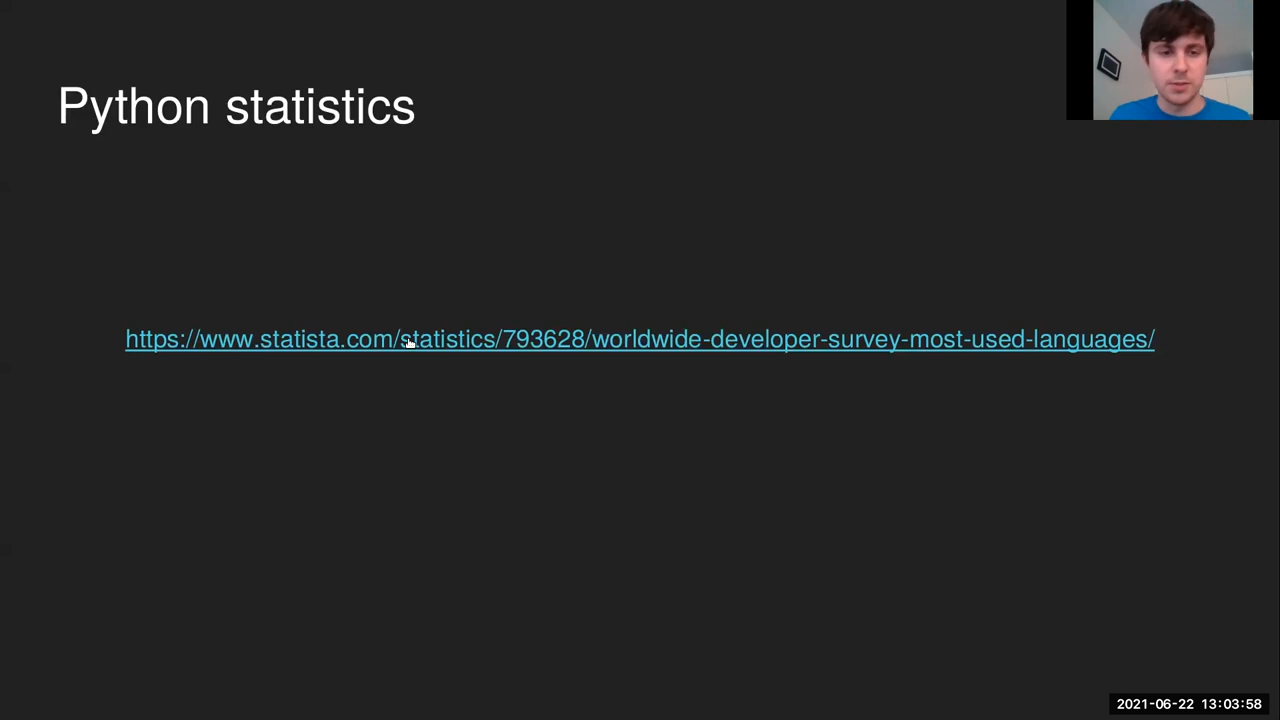 Python statistics
https://www.statista.com/statistics/793628/worldwide-developer-survey-most-used-languages/
2021-06-22 13:03:58